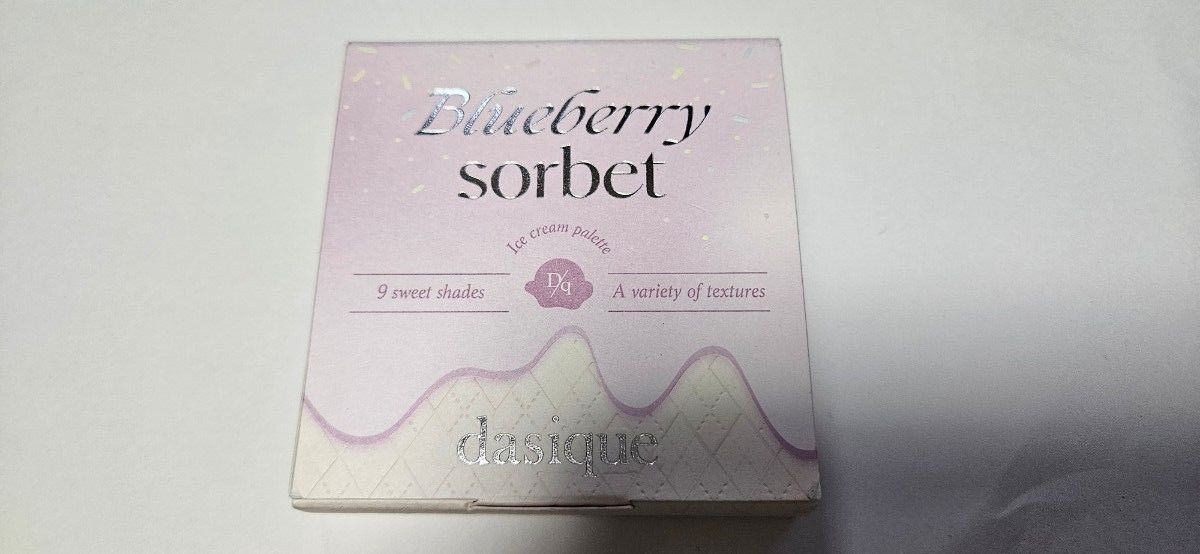 Blueberry
sorbet
Ice cream palette
9 sweet shades
D/q
A variety of textures
dasique